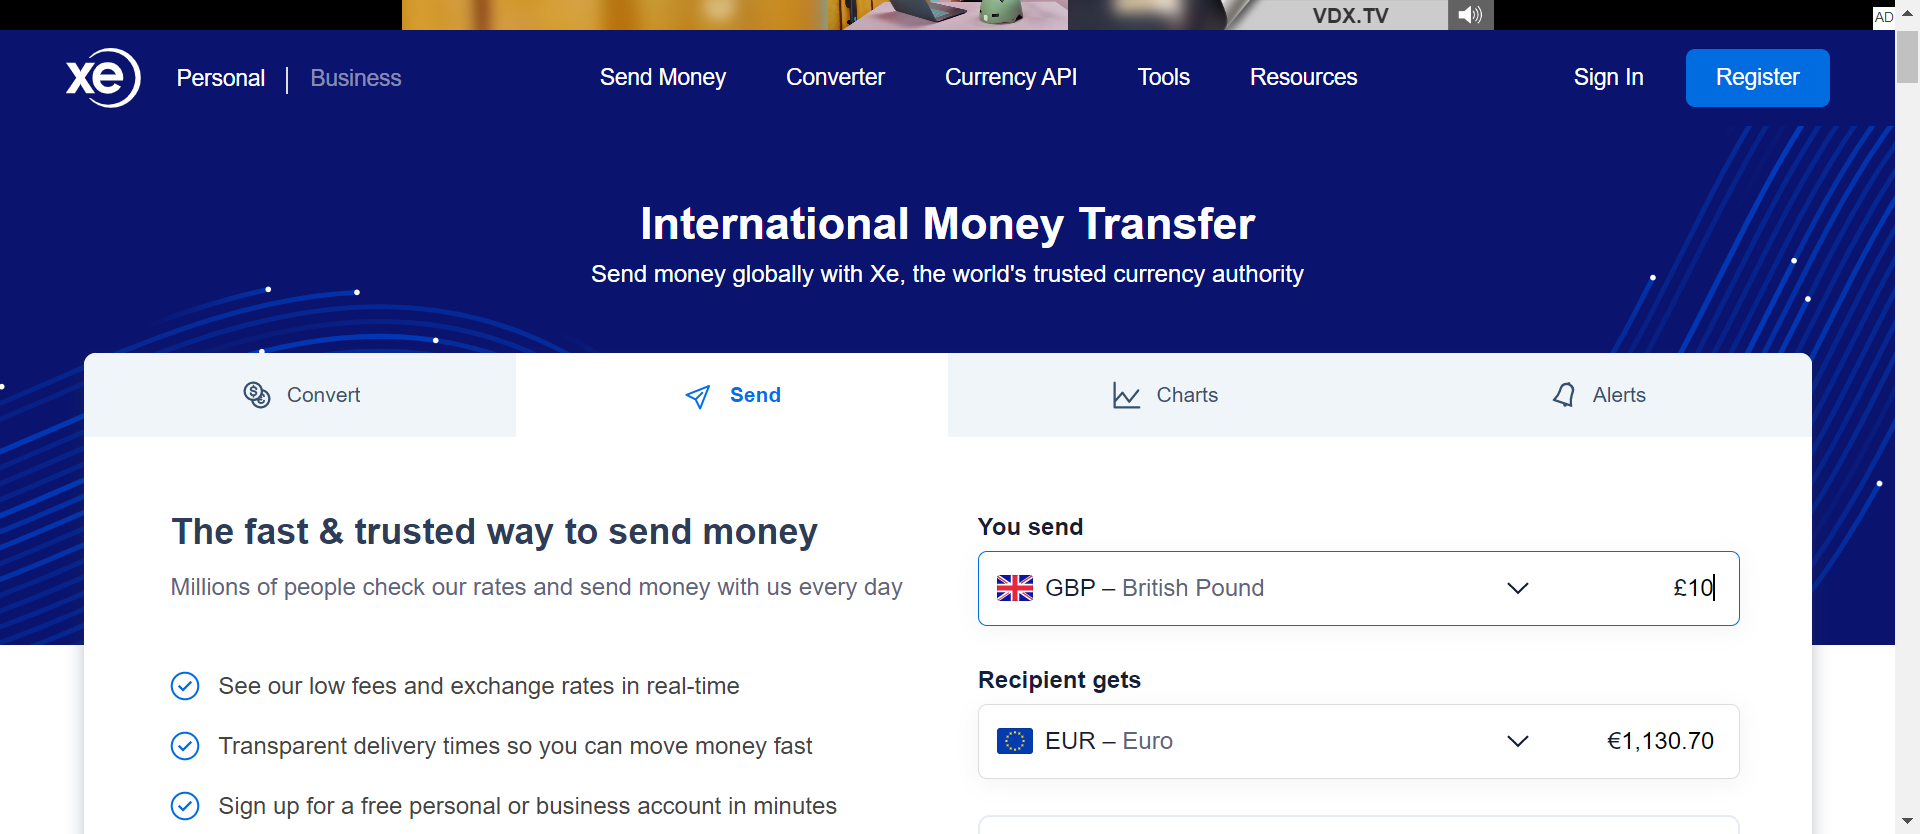 VDX.TV
AD
xe Personal | Business Send Money Converter Currency API Tools Resources Sign In Register
International Money Transfer
Send money globally with Xe, the world's trusted currency authority
Convert Send Charts Alerts
The fast & trusted way to send money
Millions of people check our rates and send money with us every day
See our low fees and exchange rates in real-time
Transparent delivery times so you can move money fast
Sign up for a free personal or business account in minutes
You send
GBP – British Pound £10
Recipient gets
EUR – Euro €1,130.70